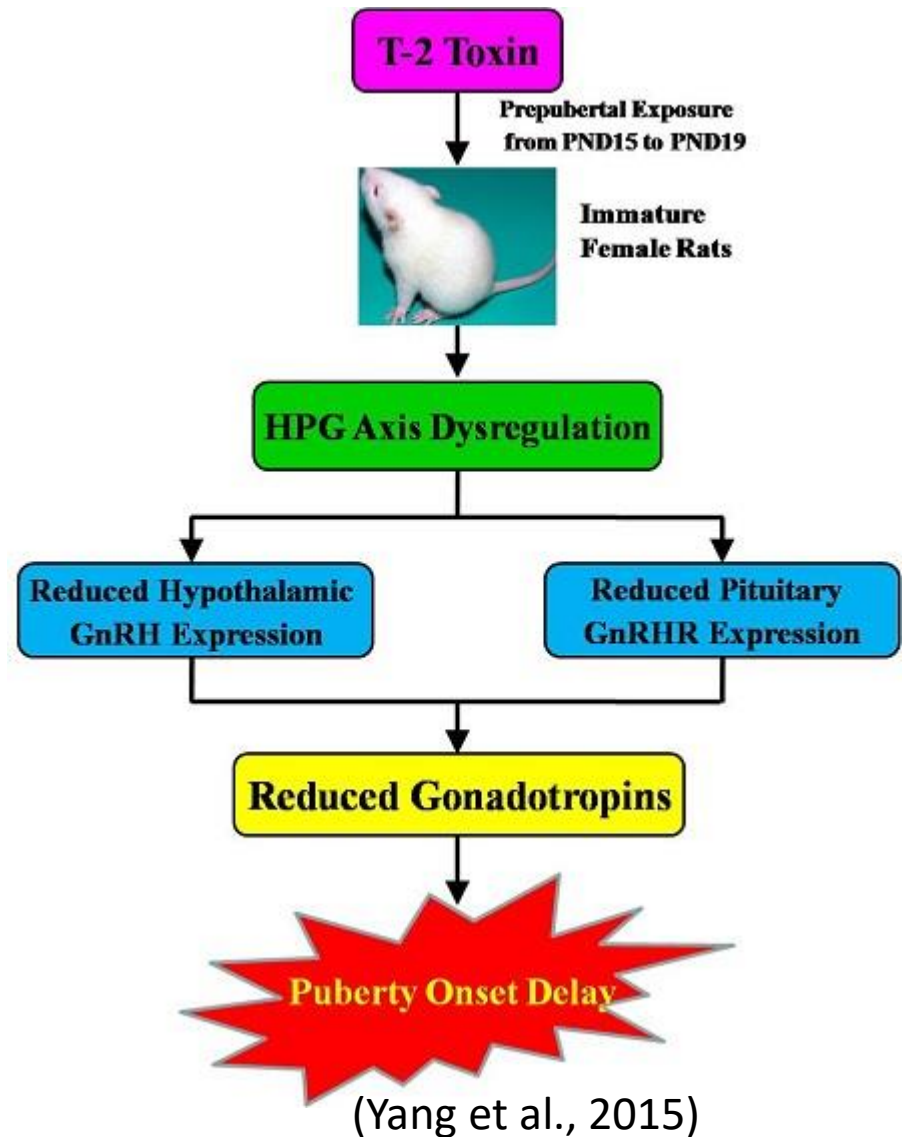 T-2 Toxin
Prepubertal Exposure
from PND15 to PND19
Immature
Female Rats
HPG Axis Dysregulation
Reduced Hypothalamic
GnRH Expression
Reduced Pituitary
GnRHR Expression
Reduced Gonadotropins
Puberty Onset Delay
(Yang et al., 2015)